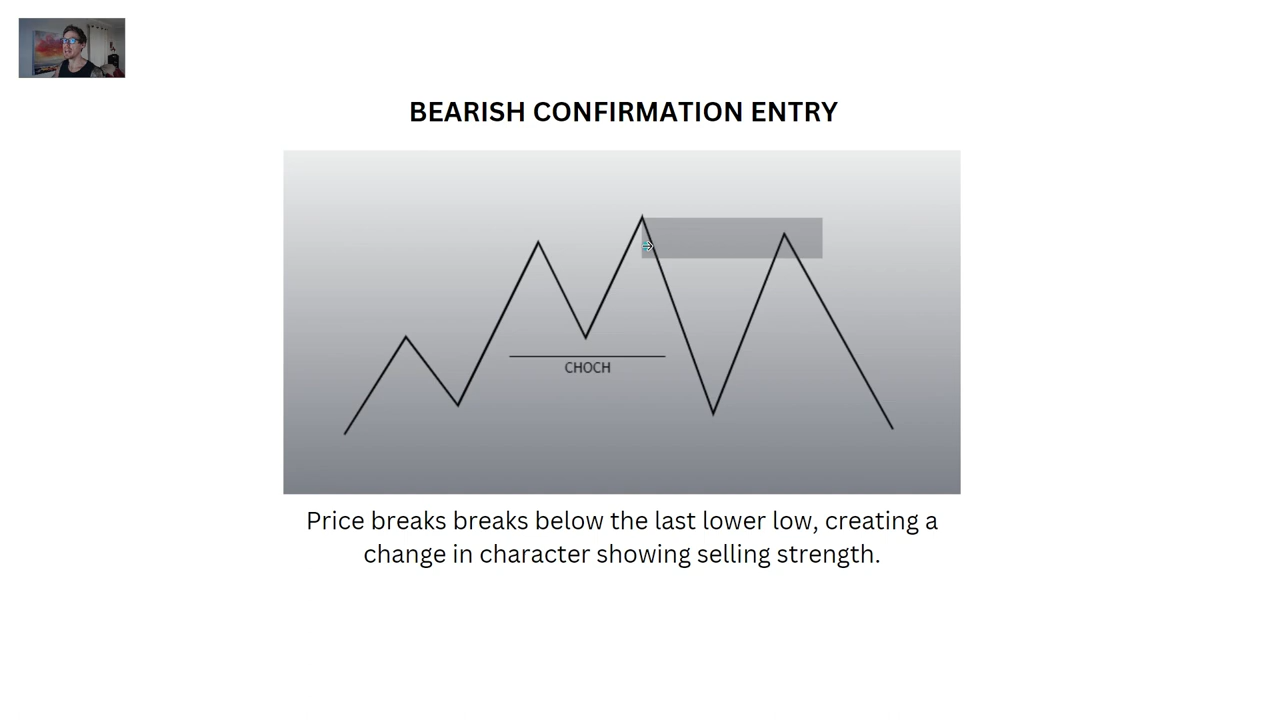 BEARISH CONFIRMATION ENTRY
CHOCH
Price breaks breaks below the last lower low, creating a
change in character showing selling strength.